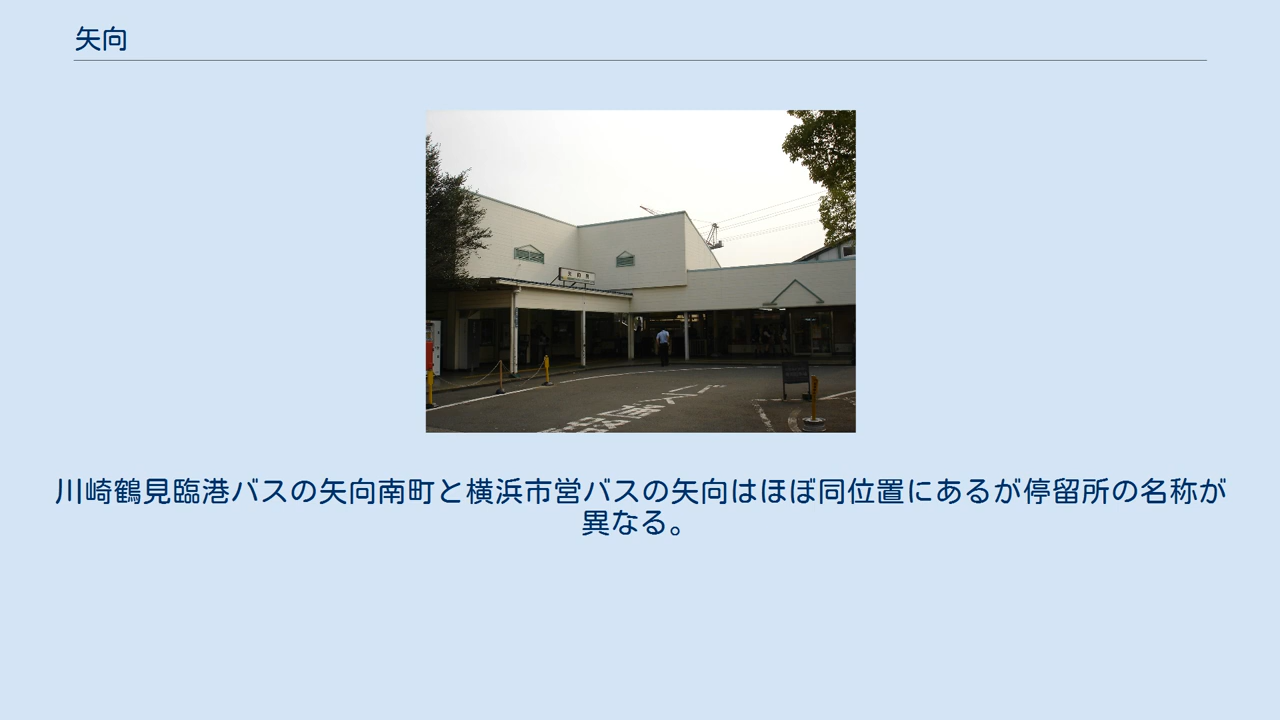 矢向
川崎鶴見臨港バスの矢向南町と横浜市営バスの矢向はほぼ同位置にあるが停留所の名称が
異なる。